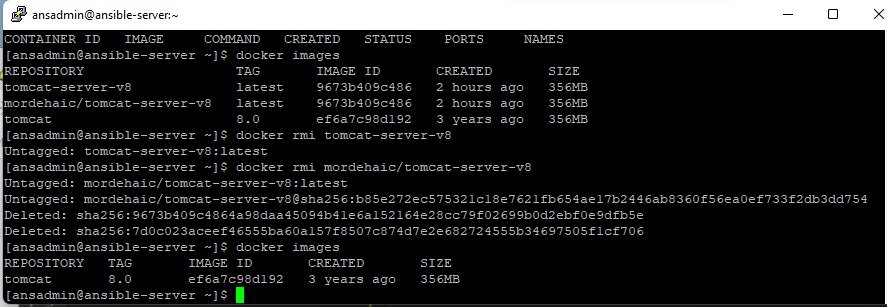 ansadmin@ansible-server:~
CONTAINER ID   IMAGE     COMMAND   CREATED   STATUS    PORTS     NAMES
[ansadmin@ansible-server ~]$ docker images
REPOSITORY                   TAG       IMAGE ID       CREATED       SIZE
tomcat-server-v8             latest    9673b409c486   2 hours ago   356MB
mordehaic/tomcat-server-v8   latest    9673b409c486   2 hours ago   356MB
tomcat                       8.0       ef6a7c98d192   3 years ago   356MB
[ansadmin@ansible-server ~]$ docker rmi tomcat-server-v8
Untagged: tomcat-server-v8:latest
[ansadmin@ansible-server ~]$ docker rmi mordehaic/tomcat-server-v8
Untagged: mordehaic/tomcat-server-v8:latest
Untagged: mordehaic/tomcat-server-v8@sha256:b85e272ec575321c18e7621fb654ae17b2446ab8360f56ea0ef733f2db3dd754
Deleted: sha256:9673b409c4864a98daa45094b41e6a152164e28cc79f02699b0d2ebf0e9dfb5e
Deleted: sha256:7d0c023aceef46555ba60a157f8507c874d7e2e682724555b34697505f1cf706
[ansadmin@ansible-server ~]$ docker images
REPOSITORY   TAG       IMAGE ID       CREATED       SIZE
tomcat       8.0       ef6a7c98d192   3 years ago   356MB
[ansadmin@ansible-server ~]$